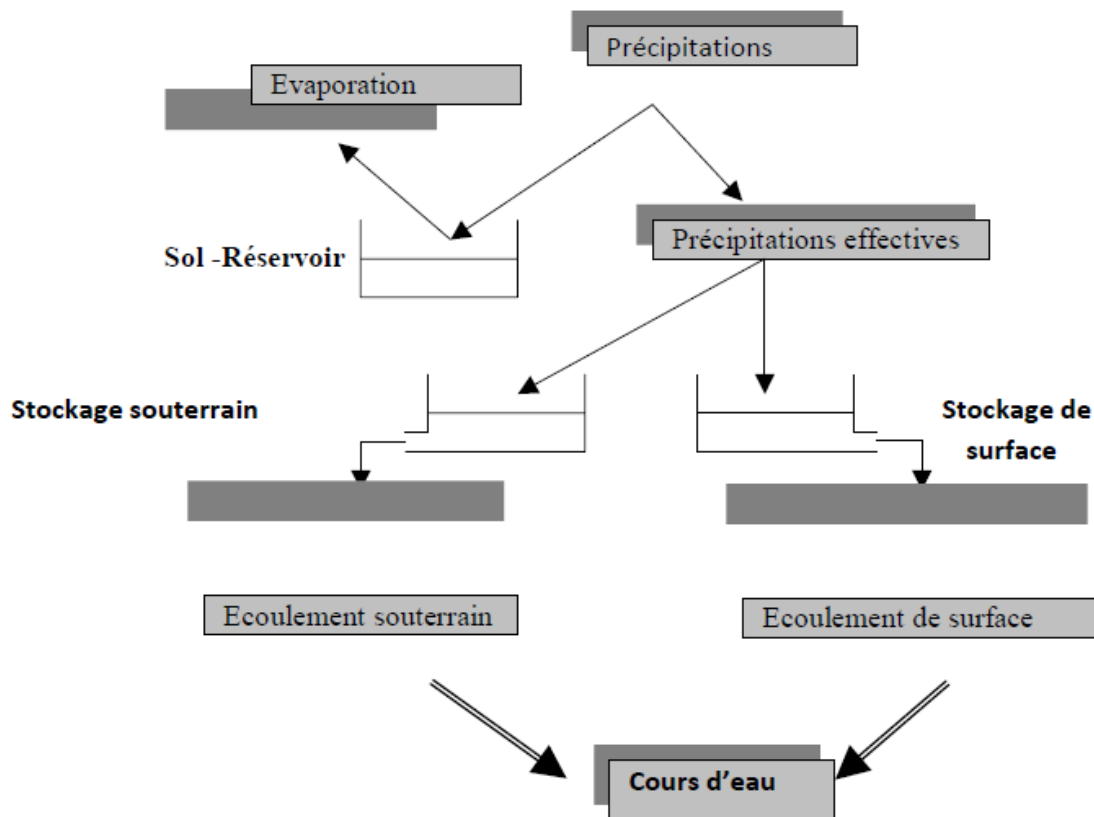 Précipitations
Evaporation
Sol -Réservoir
Précipitations effectives
Stockage souterrain
Stockage de
surface
Ecoulement souterrain
Ecoulement de surface
Cours d’eau